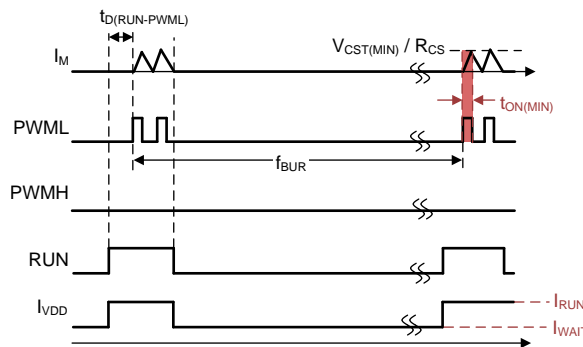 tD(RUN-PWML)
IM
VCST(MIN) / RCS
tON(MIN)
PWML
fBUR
PWMH
RUN
IVDD
IRUN
IWAIT